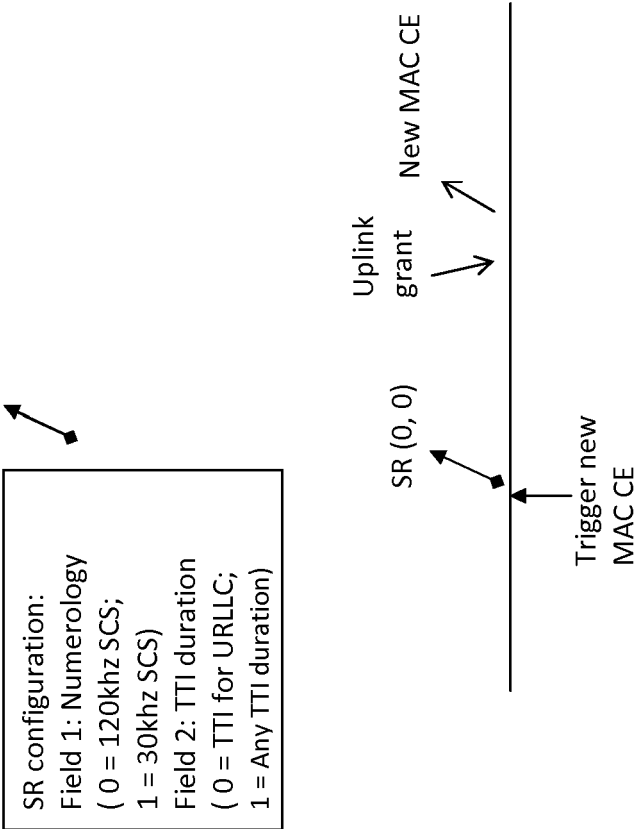 SR configuration:
Field 1: Numerology
( 0 = 120khz SCS;
1 = 30khz SCS)
Field 2: TTI duration
( 0 = TTI for URLLC;
1 = Any TTI duration)
Trigger new
MAC CE
SR (0, 0)
Uplink
grant
New MAC CE